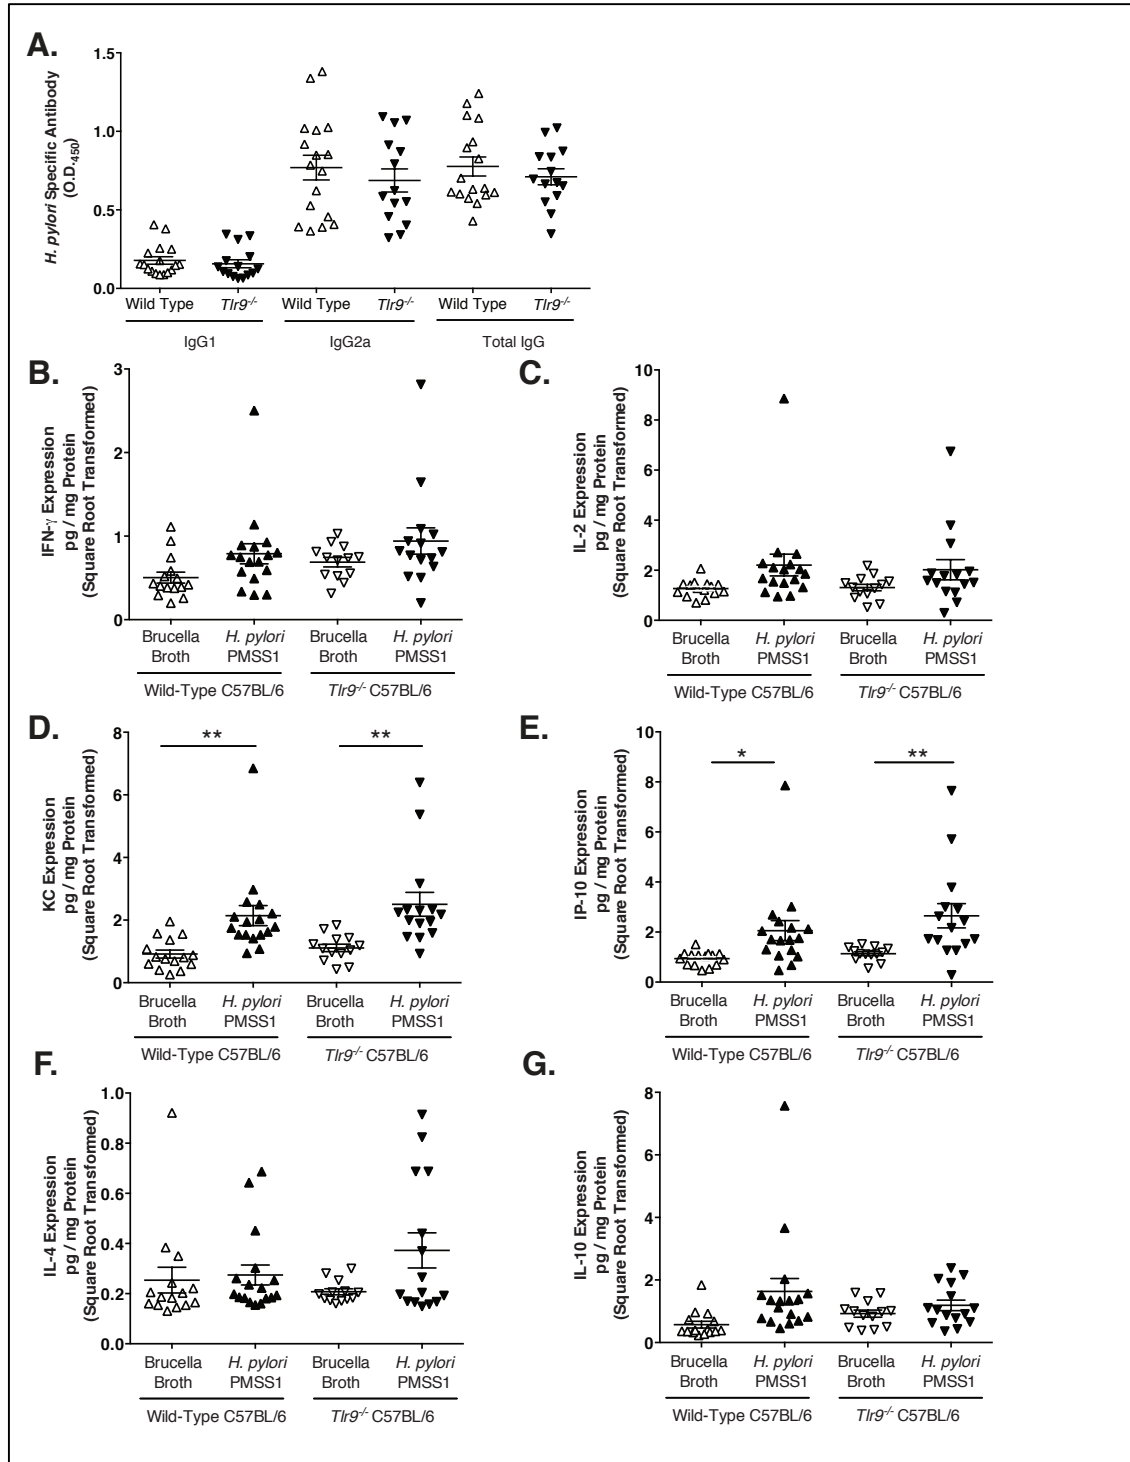 A.
H. pylori Specific Antibody
(O.D.450)
1.5
1.0
0.5
0.0
Wild Type Tlr9-/- Wild Type Tlr9-/- Wild Type Tlr9-/-
IgG1 IgG2a Total IgG
B.
IFN-γ Expression
pg / mg Protein
(Square Root Transformed)
3
2
1
0
Brucella H. pylori Brucella H. pylori
Broth PMSS1 Broth PMSS1
Wild-Type C57BL/6 Tlr9-/- C57BL/6
C.
IL-2 Expression
pg / mg Protein
(Square Root Transformed)
10
8
6
4
2
0
Brucella H. pylori Brucella H. pylori
Broth PMSS1 Broth PMSS1
Wild-Type C57BL/6 Tlr9-/- C57BL/6
D.
KC Expression
pg / mg Protein
(Square Root Transformed)
8
6
4
2
0
** **
Brucella H. pylori Brucella H. pylori
Broth PMSS1 Broth PMSS1
Wild-Type C57BL/6 Tlr9-/- C57BL/6
E.
IP-10 Expression
pg / mg Protein
(Square Root Transformed)
10
8
6
4
2
0
* **
Brucella H. pylori Brucella H. pylori
Broth PMSS1 Broth PMSS1
Wild-Type C57BL/6 Tlr9-/- C57BL/6
F.
IL-4 Expression
pg / mg Protein
(Square Root Transformed)
1.0
0.8
0.6
0.4
0.2
0.0
Brucella H. pylori Brucella H. pylori
Broth PMSS1 Broth PMSS1
Wild-Type C57BL/6 Tlr9-/- C57BL/6
G.
IL-10 Expression
pg / mg Protein
(Square Root Transformed)
8
6
4
2
0
Brucella H. pylori Brucella H. pylori
Broth PMSS1 Broth PMSS1
Wild-Type C57BL/6 Tlr9-/- C57BL/6